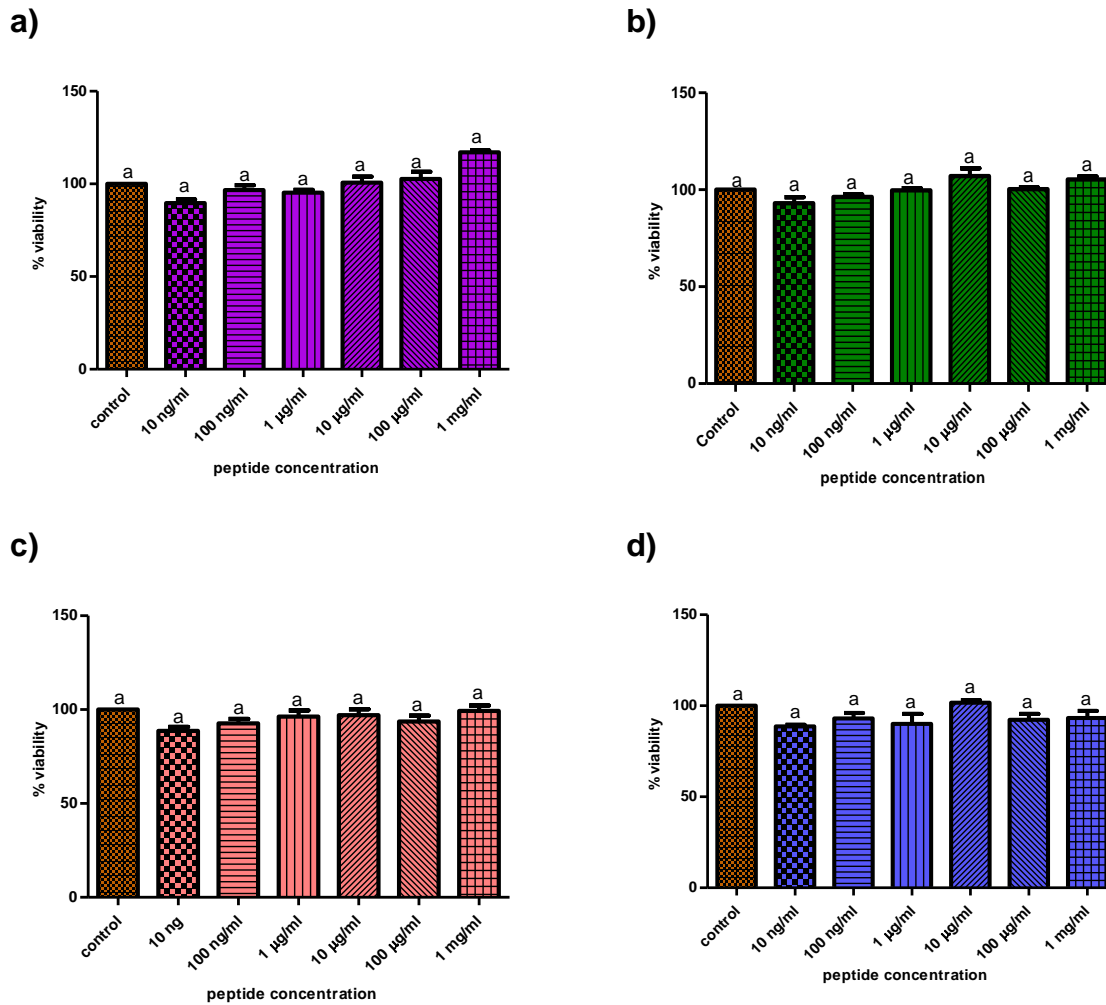 a)
150
100
50
0
% viability
a
a
a
a
a
a
a
control
10 ng/ml
100 ng/ml
1 µg/ml
10 µg/ml
100 µg/ml
1 mg/ml
peptide concentration
b)
150
100
50
0
% viability
a
a
a
a
a
a
a
Control
10 ng/ml
100 ng/ml
1 µg/ml
10 µg/ml
100 µg/ml
1 mg/ml
peptide concentration
c)
150
100
50
0
% viability
a
a
a
a
a
a
a
control
10 ng
100 ng/ml
1 µg/ml
10 µg/ml
100 µg/ml
1 mg/ml
peptide concentration
d)
150
100
50
0
% viability
a
a
a
a
a
a
a
control
10 ng/ml
100 ng/ml
1 µg/ml
10 µg/ml
100 µg/ml
1 mg/ml
peptide concentration